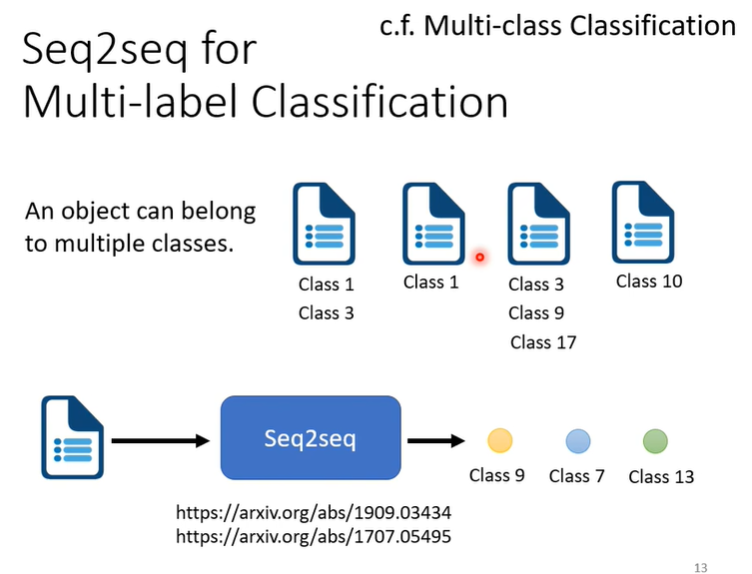 c.f. Multi-class Classification
Seq2seq for
Multi-label Classification
An object can belong
to multiple classes.
Class 1
Class 3
Class 1
Class 3
Class 9
Class 17
Class 10
Seq2seq
Class 9
Class 7
Class 13
https://arxiv.org/abs/1909.03434
https://arxiv.org/abs/1707.05495
13